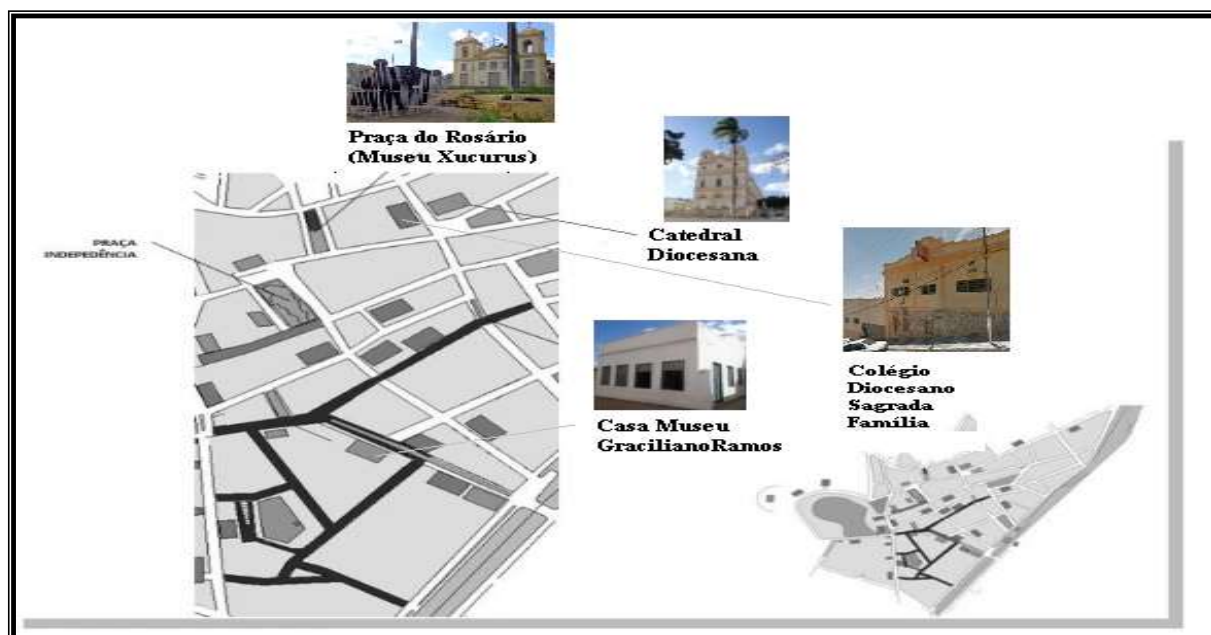 Praça do Rosário
(Museu Xucurus)
Catedral
Diocesana
PRAÇA
INDEPEDÊNCIA
Colégio
Diocesano
Sagrada
Família
Casa Museu
GracilianoRamos